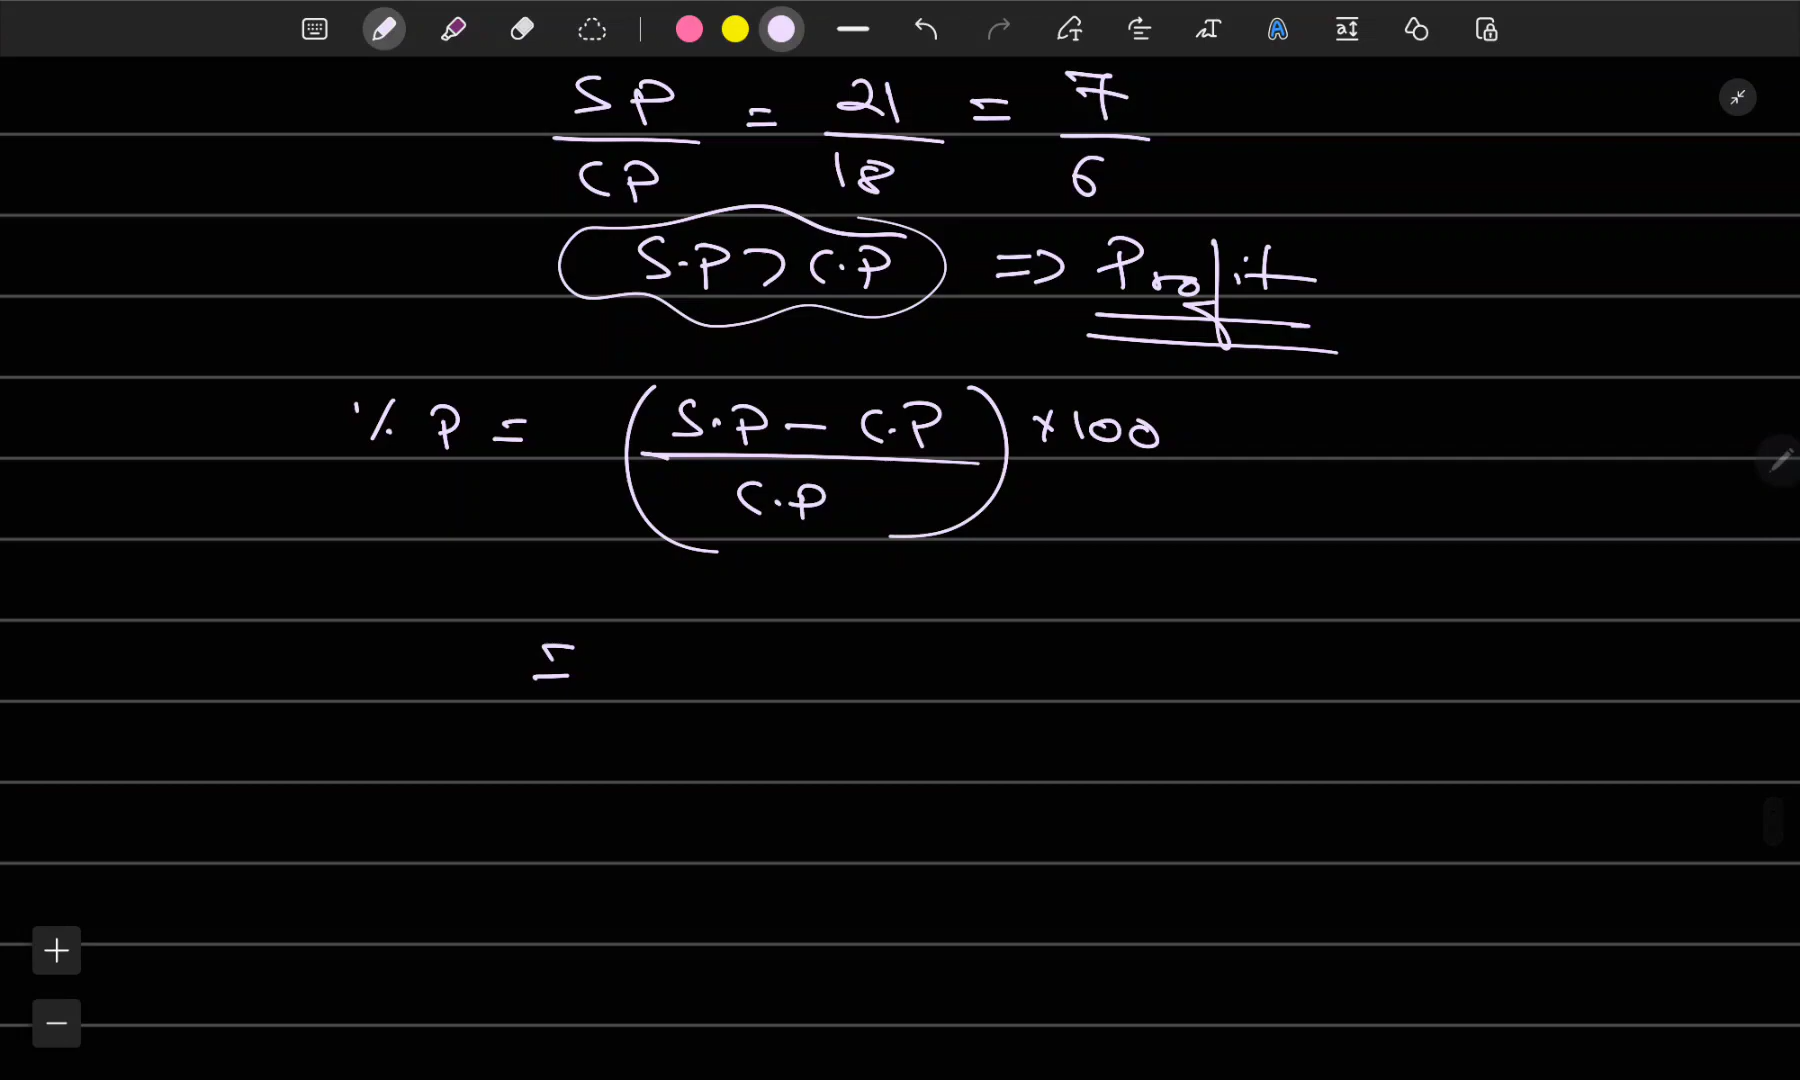 SP/CP = 21/18 = 7/6
S.P > C.P => Profit
% P = (S.P - C.P / C.P) × 100
=